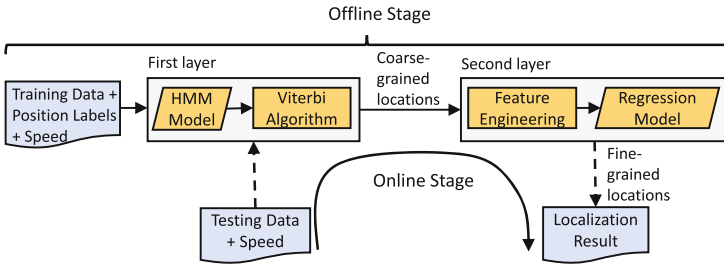 Offline Stage
First layer
Coarse-
grained
locations
Second layer
Training Data +
Position Labels
+ Speed
HMM
Model
Viterbi
Algorithm
Feature
Engineering
Regression
Model
Online Stage
Fine-
grained
locations
Testing Data
+ Speed
Localization
Result